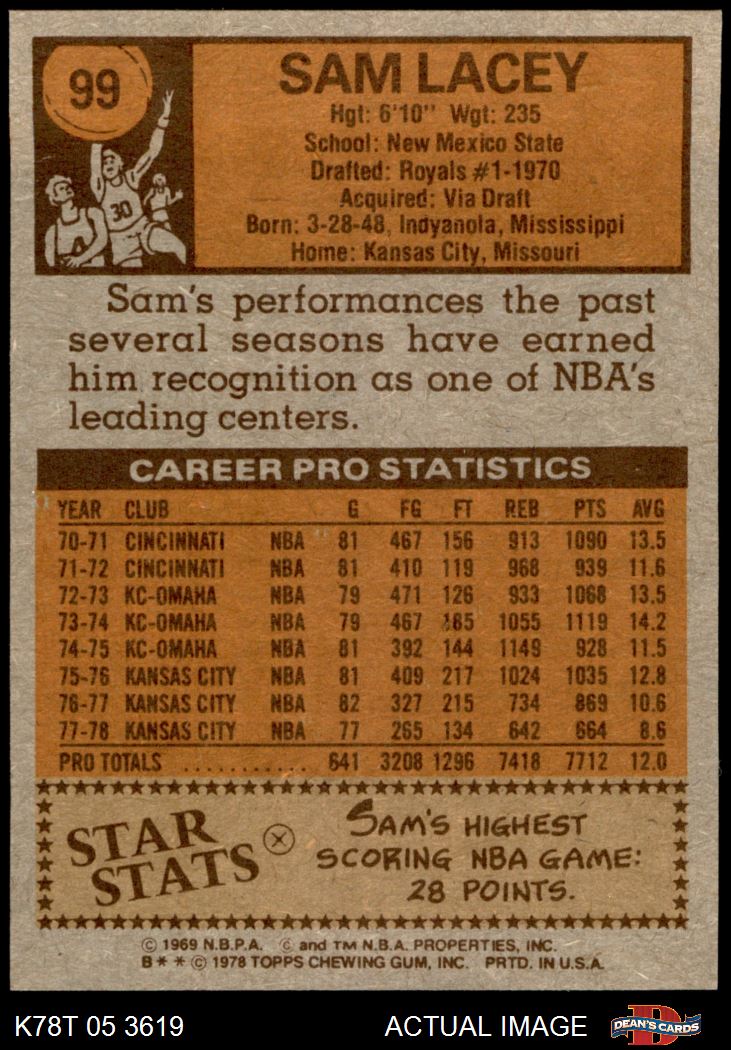 99
SAM LACEY
Hgt: 6'10" Wgt: 235
School: New Mexico State
Drafted: Royals #1-1970
Acquired: Via Draft
Born: 3-28-48, Indyanola, Mississippi
Home: Kansas City, Missouri
30
Sam's performances the past
several seasons have earned
him recognition as one of NBA's
leading centers.
CAREER PRO STATISTICS
YEAR CLUB G FG FT REB PTS AVG
70-71 CINCINNATI NBA 81 467 156 913 1090 13.5
71-72 CINCINNATI NBA 81 410 119 968 939 11.6
72-73 KC-OMAHA NBA 79 471 126 933 1068 13.5
73-74 KC-OMAHA NBA 79 467 185 1055 1119 14.2
74-75 KC-OMAHA NBA 81 392 144 1149 928 11.5
75-76 KANSAS CITY NBA 81 409 217 1024 1035 12.8
76-77 KANSAS CITY NBA 82 327 215 734 869 10.6
77-78 KANSAS CITY NBA 77 265 134 642 664 8.6
PRO TOTALS ........... 641 3208 1296 7418 7712 12.0
STAR
STATS
SAM'S HIGHEST
SCORING NBA GAME:
28 POINTS.
© 1969 N.B.P.A. © and TM N.B.A. PROPERTIES, INC.
B** © 1978 TOPPS CHEWING GUM, INC. PRTD. IN U.S.A.
K78T 05 3619 ACTUAL IMAGE
D
DEAN'S CARDS